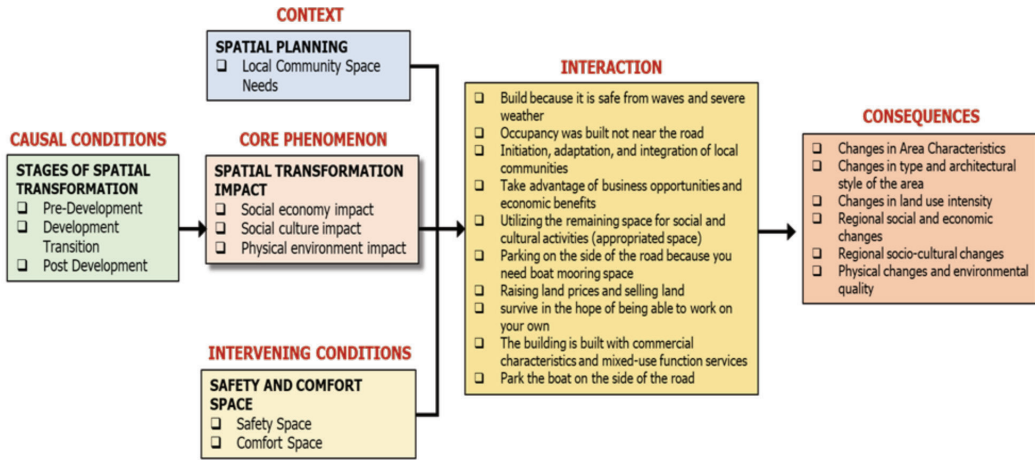 CONTEXT
SPATIAL PLANNING
Local Community Space
Needs
CAUSAL CONDITIONS
STAGES OF SPATIAL
TRANSFORMATION
Pre-Development
Development
Transition
Post Development
CORE PHENOMENON
SPATIAL TRANSFORMATION
IMPACT
Social economy impact
Social culture impact
Physical environment impact
INTERVENING CONDITIONS
SAFETY AND COMFORT
SPACE
Safety Space
Comfort Space
INTERACTION
Build because it is safe from waves and severe
weather
Occupancy was built not near the road
Initiation, adaptation, and integration of local
communities
Take advantage of business opportunities and
economic benefits
Utilizing the remaining space for social and
cultural activities (appropriated space)
Parking on the side of the road because you
need boat mooring space
Raising land prices and selling land
survive in the hope of being able to work on
your own
The building is built with commercial
characteristics and mixed-use function services
Park the boat on the side of the road
CONSEQUENCES
Changes in Area Characteristics
Changes in type and architectural
style of the area
Changes in land use intensity
Regional social and economic
changes
Regional socio-cultural changes
Physical changes and environmental
quality